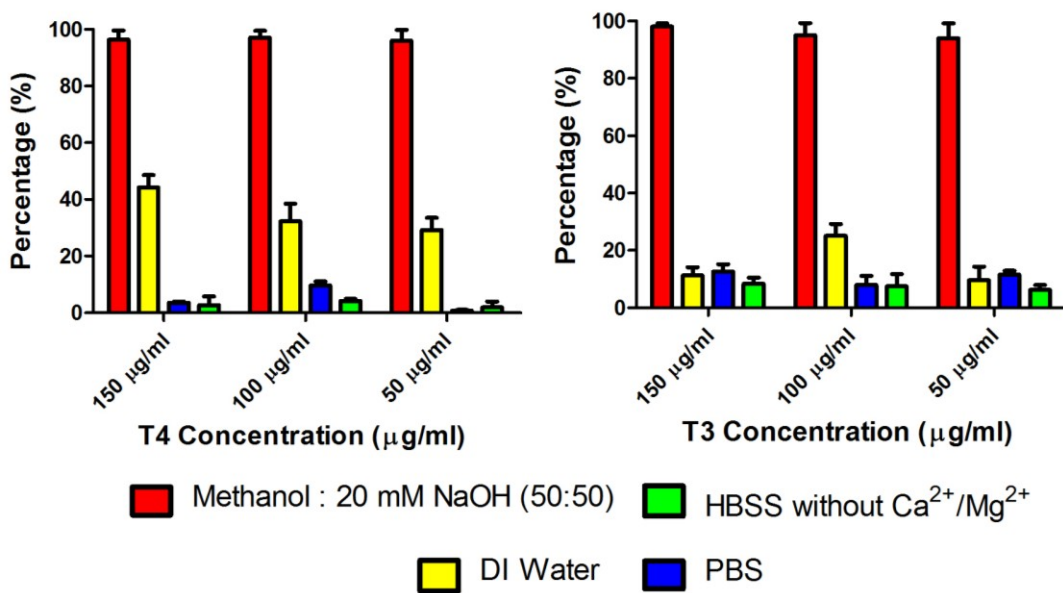 100
80
60
40
20
0
Percentage (%)
150 μg/ml
100 μg/ml
50 μg/ml
T4 Concentration (μg/ml)
100
80
60
40
20
0
Percentage (%)
150 μg/ml
100 μg/ml
50 μg/ml
T3 Concentration (μg/ml)
Methanol : 20 mM NaOH (50:50)
HBSS without Ca²⁺/Mg²⁺
DI Water
PBS